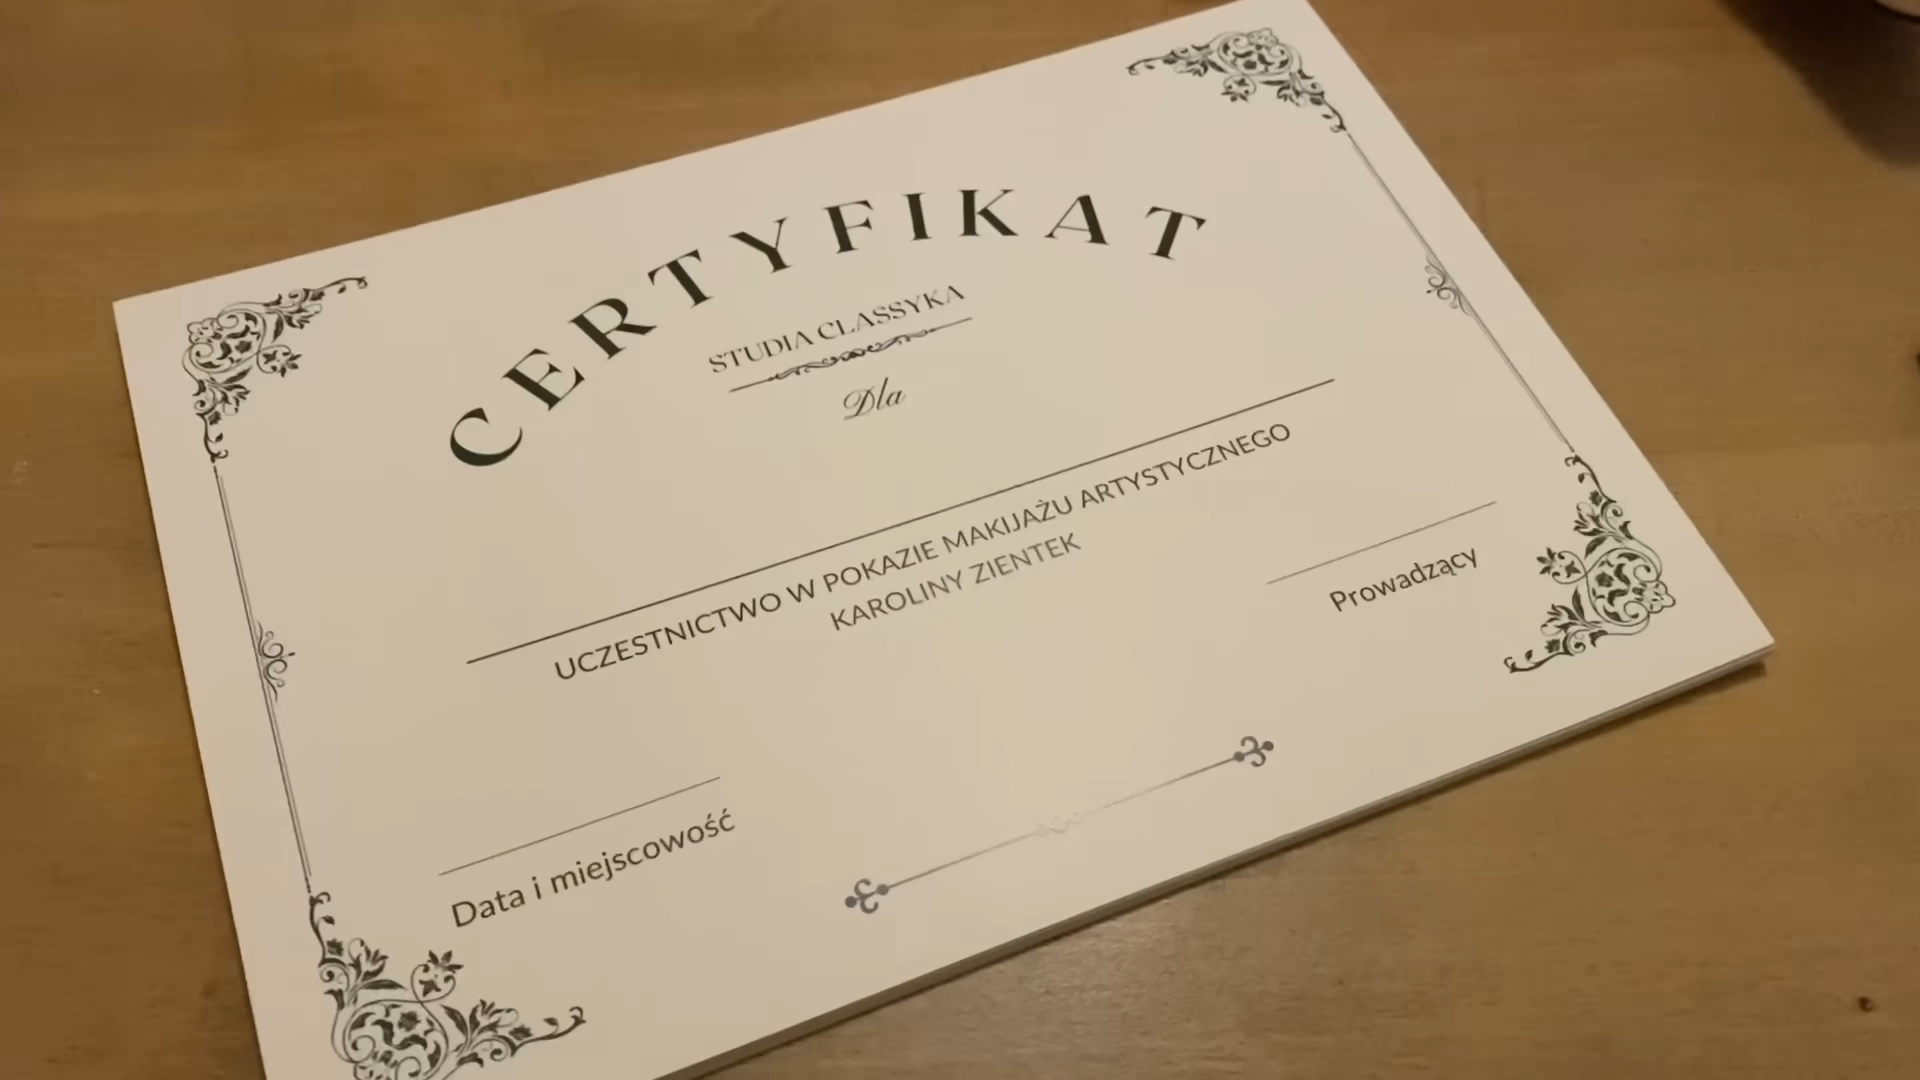 CERTYFIKAT
STUDIA CLASSYKA
Dla
UCZESTNICTWO W POKAZIE MAKIJAŻU ARTYSTYCZNEGO
KAROLINY ZIENTEK
Prowadzący
Data i miejscowość